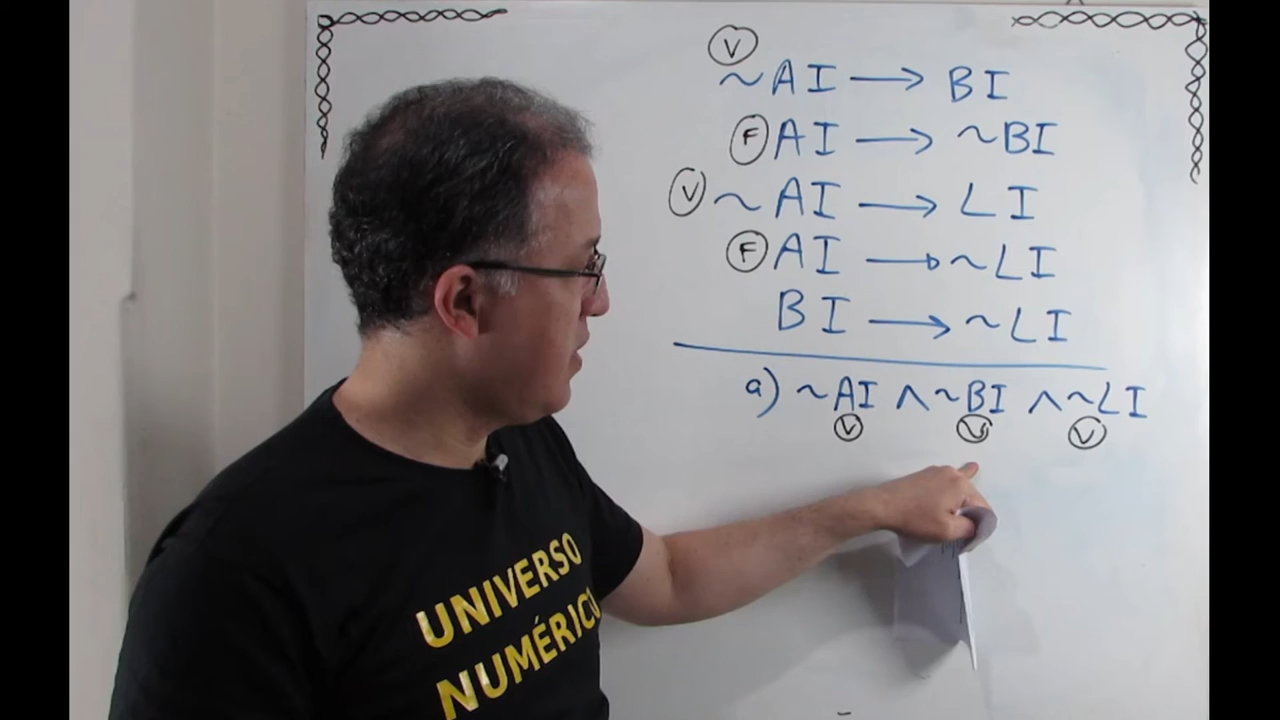 V
~AI → BI
F AI → ~BI
V ~AI → LI
F AI → ~LI
BI → ~LI
a) ~AI ∧ ~BI ∧ ~LI
V V V
UNIVERSO
NUMÉRICO